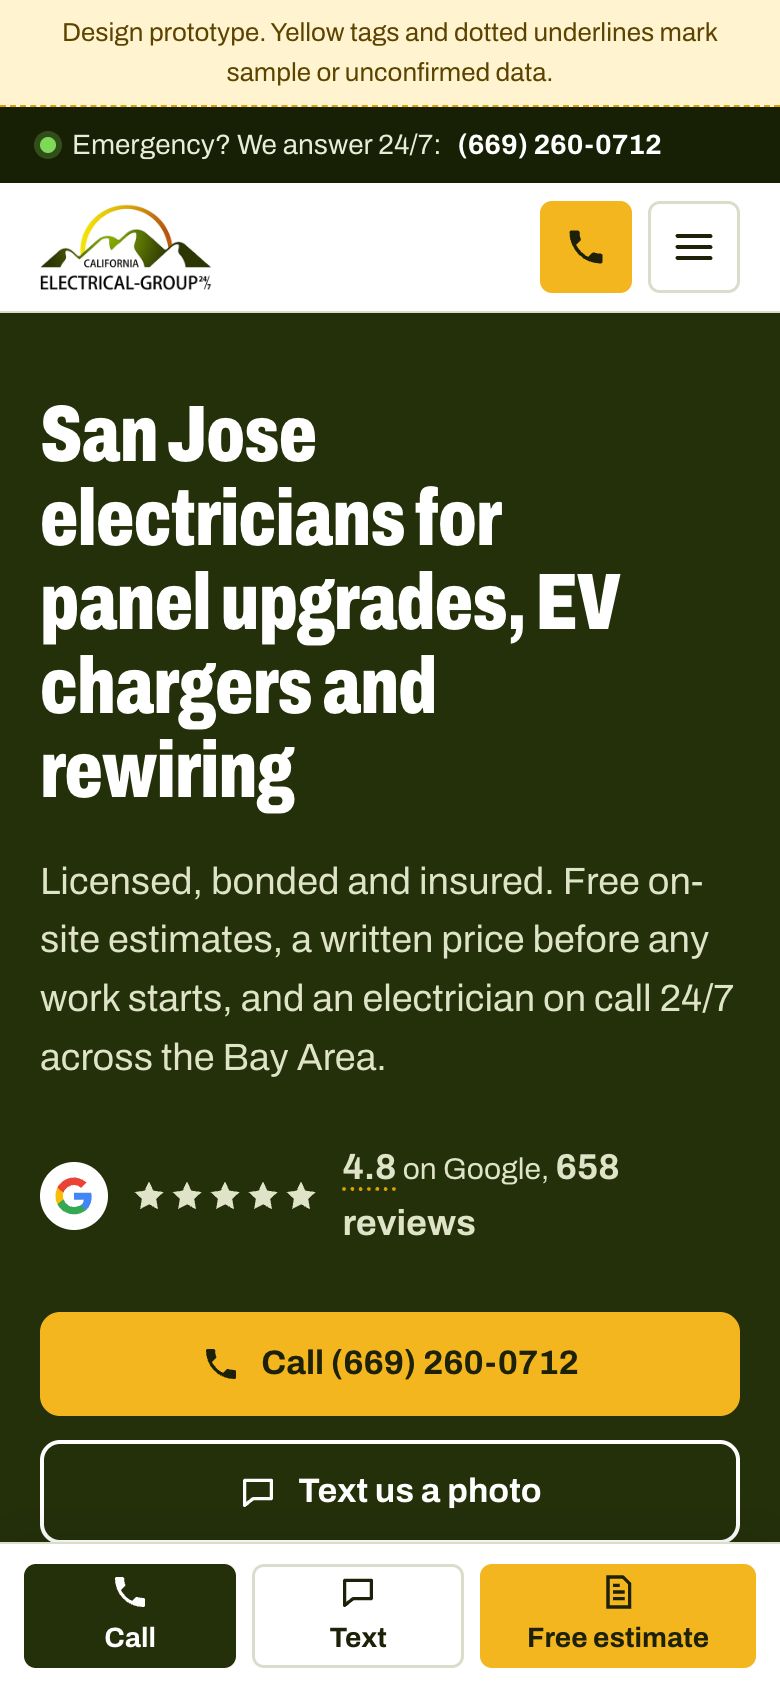 Design prototype. Yellow tags and dotted underlines mark
sample or unconfirmed data.
Emergency? We answer 24/7: (669) 260-0712
CALIFORNIA
ELECTRICAL-GROUP24/7
San Jose
electricians for
panel upgrades, EV
chargers and
rewiring
Licensed, bonded and insured. Free on-
site estimates, a written price before any
work starts, and an electrician on call 24/7
across the Bay Area.
4.8 on Google, 658
reviews
Call (669) 260-0712
Text us a photo
Call
Text
Free estimate